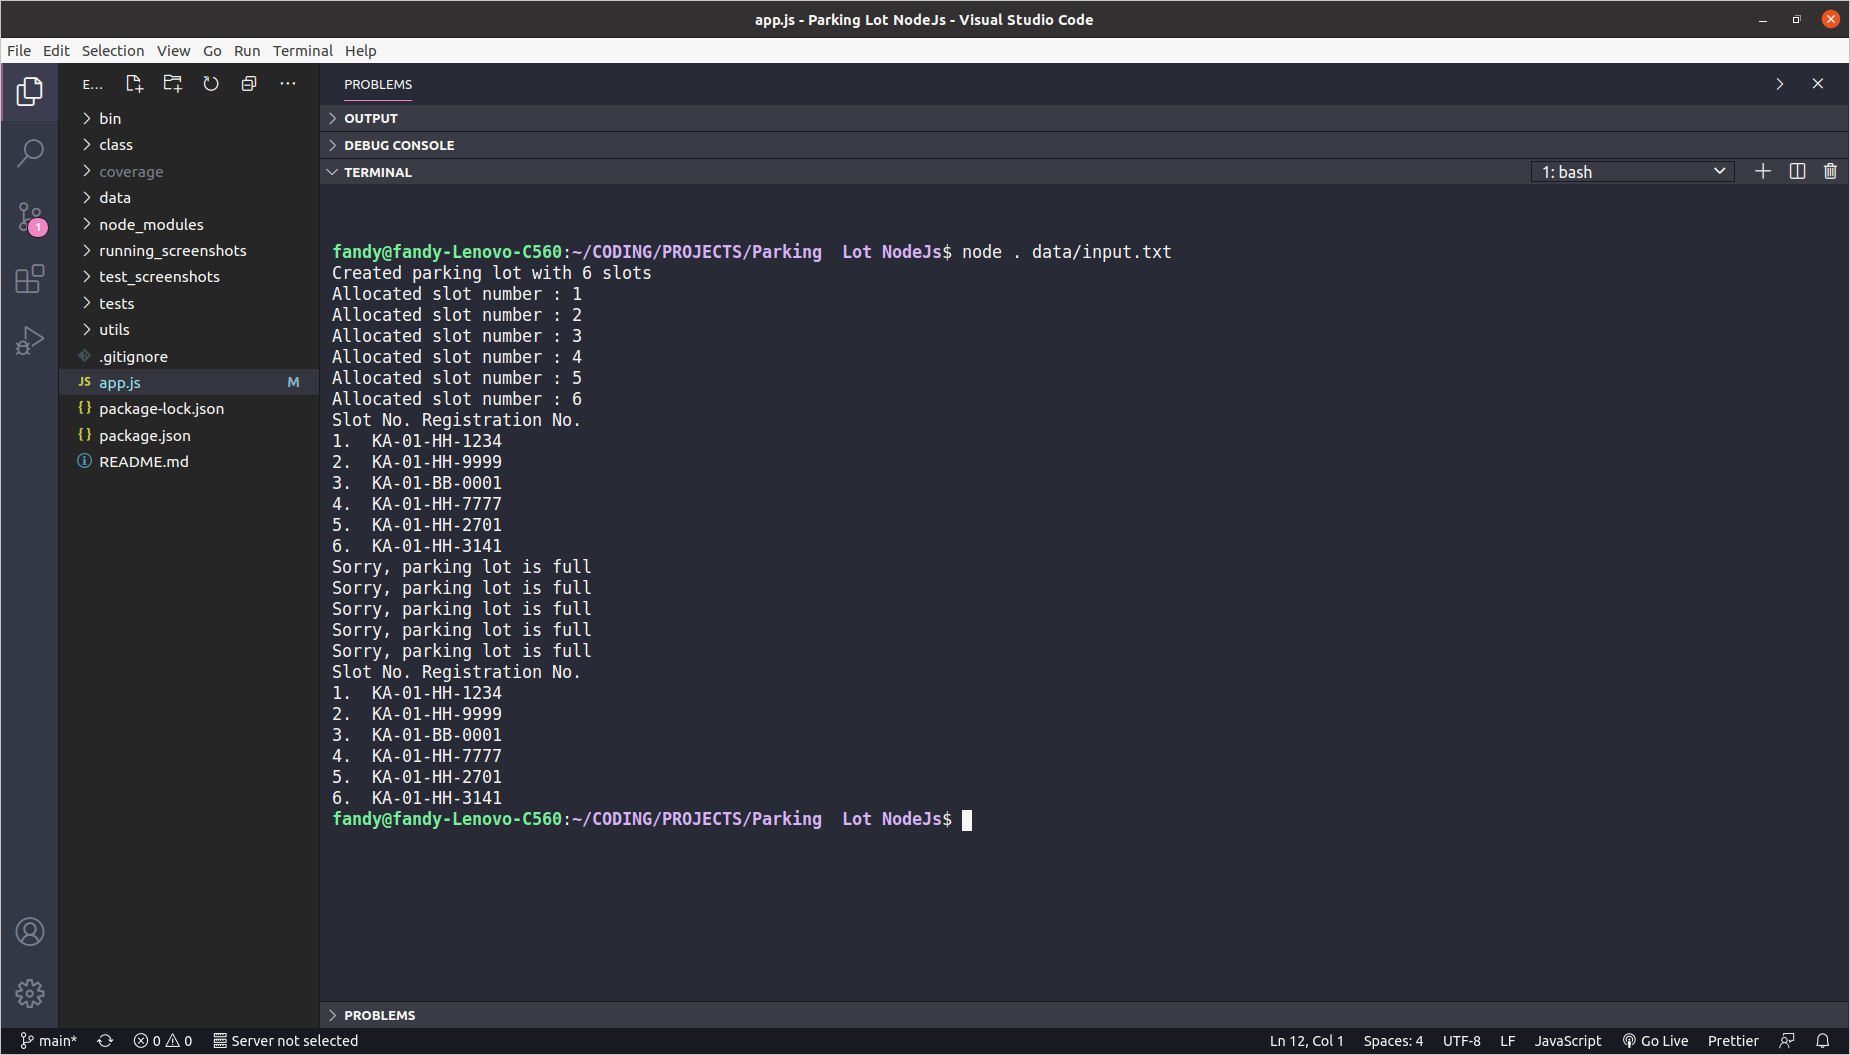 app.js - Parking Lot NodeJs - Visual Studio Code
File Edit Selection View Go Run Terminal Help
E...
bin
class
coverage
data
node_modules
running_screenshots
test_screenshots
tests
utils
.gitignore
JS app.js M
{} package-lock.json
{} package.json
README.md
1
PROBLEMS
OUTPUT
DEBUG CONSOLE
TERMINAL 1: bash
fandy@fandy-Lenovo-C560:~/CODING/PROJECTS/Parking  Lot NodeJs$ node . data/input.txt
Created parking lot with 6 slots
Allocated slot number : 1
Allocated slot number : 2
Allocated slot number : 3
Allocated slot number : 4
Allocated slot number : 5
Allocated slot number : 6
Slot No. Registration No.
1.  KA-01-HH-1234
2.  KA-01-HH-9999
3.  KA-01-BB-0001
4.  KA-01-HH-7777
5.  KA-01-HH-2701
6.  KA-01-HH-3141
Sorry, parking lot is full
Sorry, parking lot is full
Sorry, parking lot is full
Sorry, parking lot is full
Sorry, parking lot is full
Slot No. Registration No.
1.  KA-01-HH-1234
2.  KA-01-HH-9999
3.  KA-01-BB-0001
4.  KA-01-HH-7777
5.  KA-01-HH-2701
6.  KA-01-HH-3141
fandy@fandy-Lenovo-C560:~/CODING/PROJECTS/Parking  Lot NodeJs$
PROBLEMS
main* 0 0 Server not selected Ln 12, Col 1 Spaces: 4 UTF-8 LF JavaScript Go Live Prettier